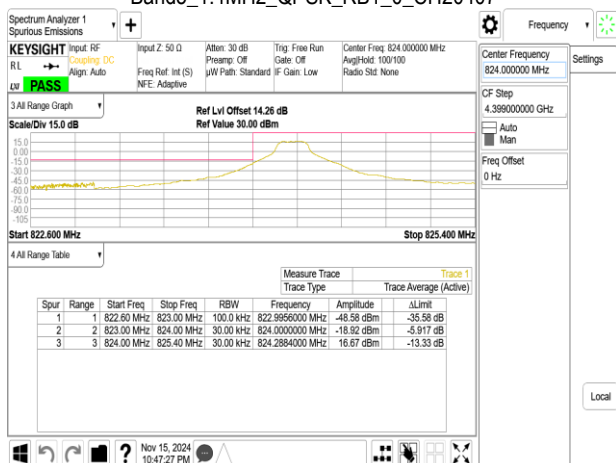 Spectrum Analyzer 1
Spurious Emissions
Frequency
KEYSIGHT Input: RF
Coupling: DC
Align: Auto
RL
LXI PASS
Input Z: 50 Ω
Freq Ref: Int (S)
NFE: Adaptive
Atten: 30 dB
Preamp: Off
µW Path: Standard
Trig: Free Run
Gate: Off
IF Gain: Low
Center Freq: 824.000000 MHz
Avg|Hold: 100/100
Radio Std: None
Center Frequency
824.000000 MHz
Settings
CF Step
4.399000000 GHz
Auto
Man
Freq Offset
0 Hz
3 All Range Graph
Scale/Div 15.0 dB
Ref Lvl Offset 14.26 dB
Ref Value 30.00 dBm
15.0
0.00
-15.0
-30.0
-45.0
-60.0
-75.0
-90.0
-105
Start 822.600 MHz
Stop 825.400 MHz
4 All Range Table
Measure Trace Trace 1
Trace Type Trace Average (Active)
Spur Range Start Freq Stop Freq RBW Frequency Amplitude ΔLimit
1 1 822.60 MHz 823.00 MHz 100.0 kHz 822.9956000 MHz -48.58 dBm -35.58 dB
2 2 823.00 MHz 824.00 MHz 30.00 kHz 824.0000000 MHz -18.92 dBm -5.917 dB
3 3 824.00 MHz 825.40 MHz 30.00 kHz 824.2884000 MHz 16.67 dBm -13.33 dB
Local
?
Nov 15, 2024
10:47:27 PM